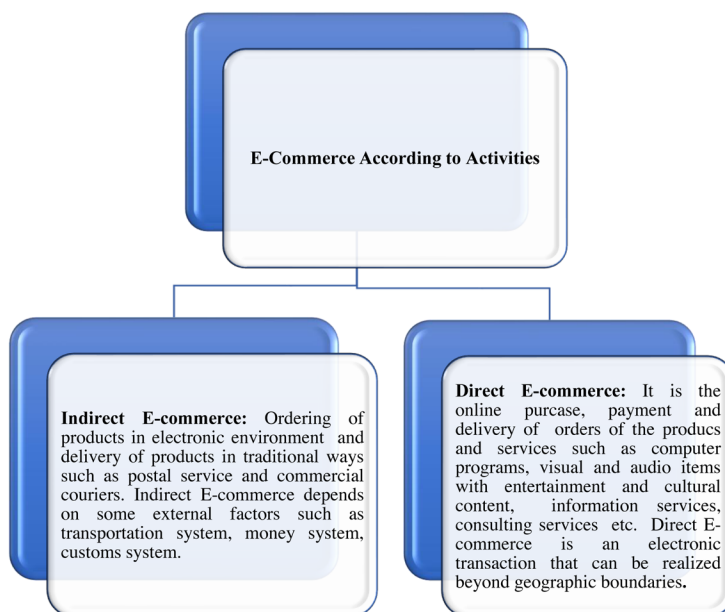 E-Commerce According to Activities
Indirect E-commerce: Ordering of
products in electronic environment and
delivery of products in traditional ways
such as postal service and commercial
couriers. Indirect E-commerce depends
on some external factors such as
transportation system, money system,
customs system.
Direct E-commerce: It is the
online purcase, payment and
delivery of orders of the producs
and services such as computer
programs, visual and audio items
with entertainment and cultural
content, information services,
consulting services etc. Direct E-
commerce is an electronic
transaction that can be realized
beyond geographic boundaries.